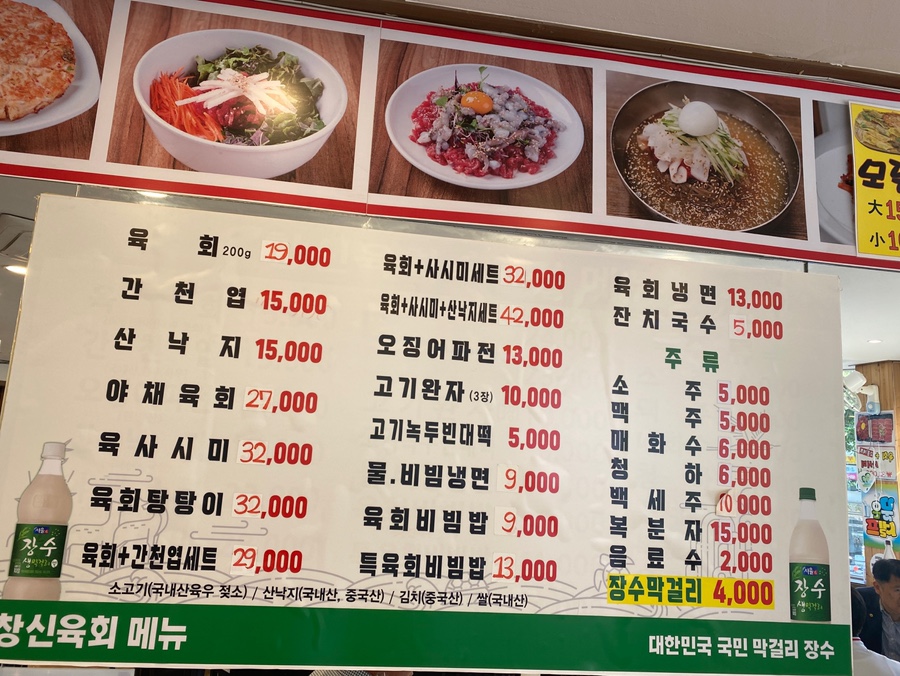 육 회 200g 19,000
간 천 엽 15,000
산 낙 지 15,000
야 채 육 회 27,000
육 사 시 미 32,000
육회탕탕이 32,000
육회+간천엽세트 29,000
육회+사시미세트 32,000
육회+사시미+산낙지세트 42,000
오징어파전 13,000
고기완자 (3장) 10,000
고기녹두빈대떡 5,000
물.비빔냉면 9,000
육회비빔밥 9,000
특육회비빔밥 13,000
육 회 냉 면 13,000
잔 치 국 수 5,000
주 류
소 주 5,000
맥 주 5,000
매 화 수 6,000
청 하 6,000
백 세 주 10,000
복 분 자 15,000
음 료 수 2,000
장수막걸리 4,000
소고기(국내산육우 젖소) / 산낙지(국내산, 중국산) / 김치(중국산) / 쌀(국내산)
창신육회 메뉴
대한민국 국민 막걸리 장수
장수
생막걸리
장수
생막걸리
大
小